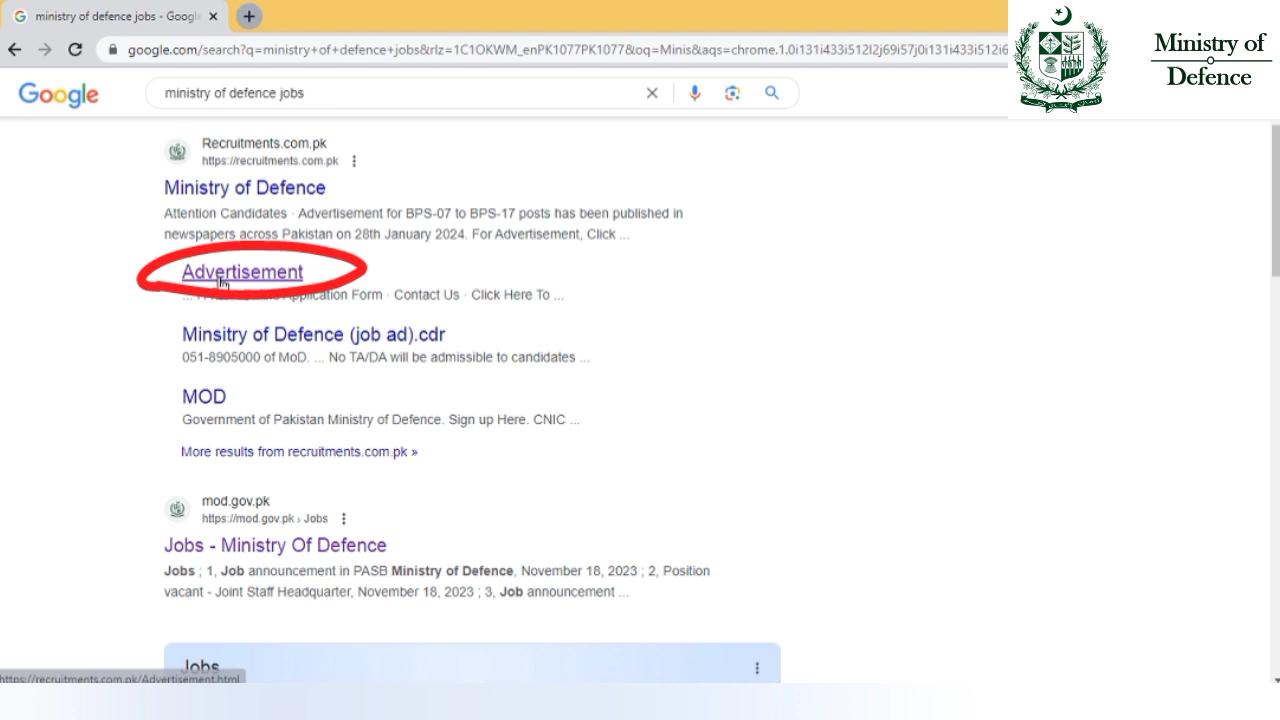 ministry of defence jobs - Googl
google.com/search?q=ministry+of+defence+jobs&rlz=1C1OKWM_enPK1077PK1077&oq=Minis&aqs=chrome.1.0i131i433i512l2j69i57j0i131i433i512i6
Ministry of
Defence
Google
ministry of defence jobs
Recruitments.com.pk
https://recruitments.com.pk
Ministry of Defence
Attention Candidates · Advertisement for BPS-07 to BPS-17 posts has been published in
newspapers across Pakistan on 28th January 2024. For Advertisement, Click ...
Advertisement
Application Form · Contact Us · Click Here To ...
Minsitry of Defence (job ad).cdr
051-8905000 of MoD. ... No TA/DA will be admissible to candidates ...
MOD
Government of Pakistan Ministry of Defence. Sign up Here. CNIC ...
More results from recruitments.com.pk »
mod.gov.pk
https://mod.gov.pk › Jobs
Jobs - Ministry Of Defence
Jobs ; 1, Job announcement in PASB Ministry of Defence, November 18, 2023 ; 2, Position
vacant - Joint Staff Headquarter, November 18, 2023 ; 3, Job announcement ...
Jobs
https://recruitments.com.pk/Advertisement.html